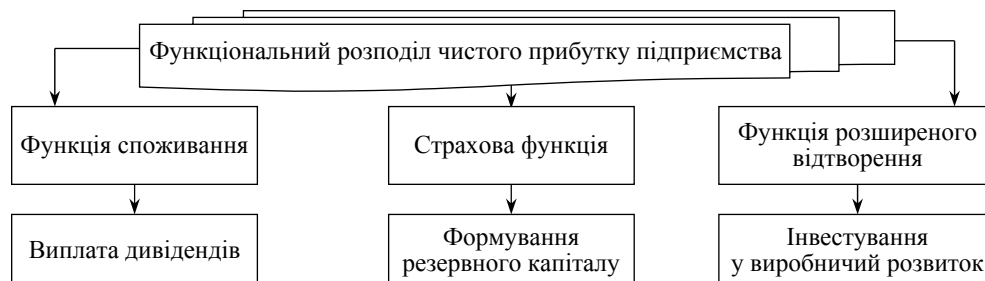 Функціональний розподіл чистого прибутку підприємства
Функція споживання
Страхова функція
Функція розширеного
відтворення
Виплата дивідендів
Формування
резервного капіталу
Інвестування
у виробничий розвиток